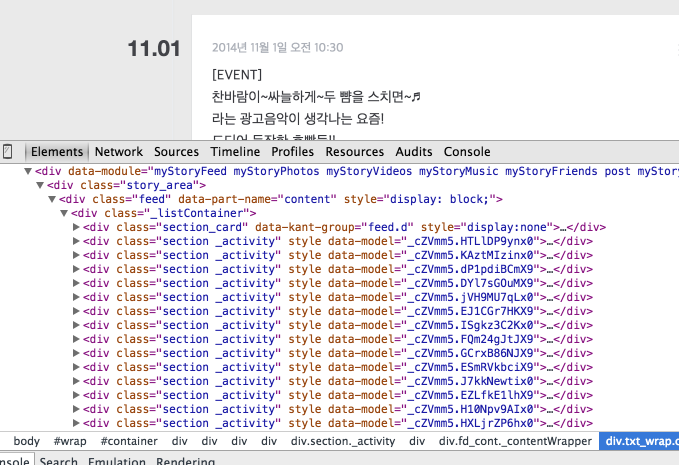 11.01
2014년 11월 1일 오전 10:30
[EVENT]
찬바람이~싸늘하게~두 뺨을 스치면~♬
라는 광고음악이 생각나는 요즘!
Elements Network Sources Timeline Profiles Resources Audits Console
▼<div data-module="myStoryFeed myStoryPhotos myStoryVideos myStoryMusic myStoryFriends post mySto
▼<div class="story_area">
▼<div class="feed" data-part-name="content" style="display: block;">
▼<div class="_listContainer">
▶<div class="section_card" data-kant-group="feed.d" style="display:none">…</div>
▶<div class="section _activity" style data-model="_cZVmm5.HTLlDP9ynx0">…</div>
▶<div class="section _activity" style data-model="_cZVmm5.KAztMIzinx0">…</div>
▶<div class="section _activity" style data-model="_cZVmm5.dP1pdiBCmX9">…</div>
▶<div class="section _activity" style data-model="_cZVmm5.DYl7sGOuMX9">…</div>
▶<div class="section _activity" style data-model="_cZVmm5.jVH9MU7qLx0">…</div>
▶<div class="section _activity" style data-model="_cZVmm5.EJ1CGr7HKX9">…</div>
▶<div class="section _activity" style data-model="_cZVmm5.ISgkz3C2Kx0">…</div>
▶<div class="section _activity" style data-model="_cZVmm5.FQm24gJtJX9">…</div>
▶<div class="section _activity" style data-model="_cZVmm5.GCrxB86NJX9">…</div>
▶<div class="section _activity" style data-model="_cZVmm5.ESmRVkbciX9">…</div>
▶<div class="section _activity" style data-model="_cZVmm5.J7kkNewtix0">…</div>
▶<div class="section _activity" style data-model="_cZVmm5.EZLfkE1lhX9">…</div>
▶<div class="section _activity" style data-model="_cZVmm5.H10Npv9AIx0">…</div>
▶<div class="section _activity" style data-model="_cZVmm5.HXLjrZP6hx0">…</div>
body #wrap #container div div div div div.section._activity div div.fd_cont._contentWrapper div.txt_wrap.
onsole Search Emulation Rendering